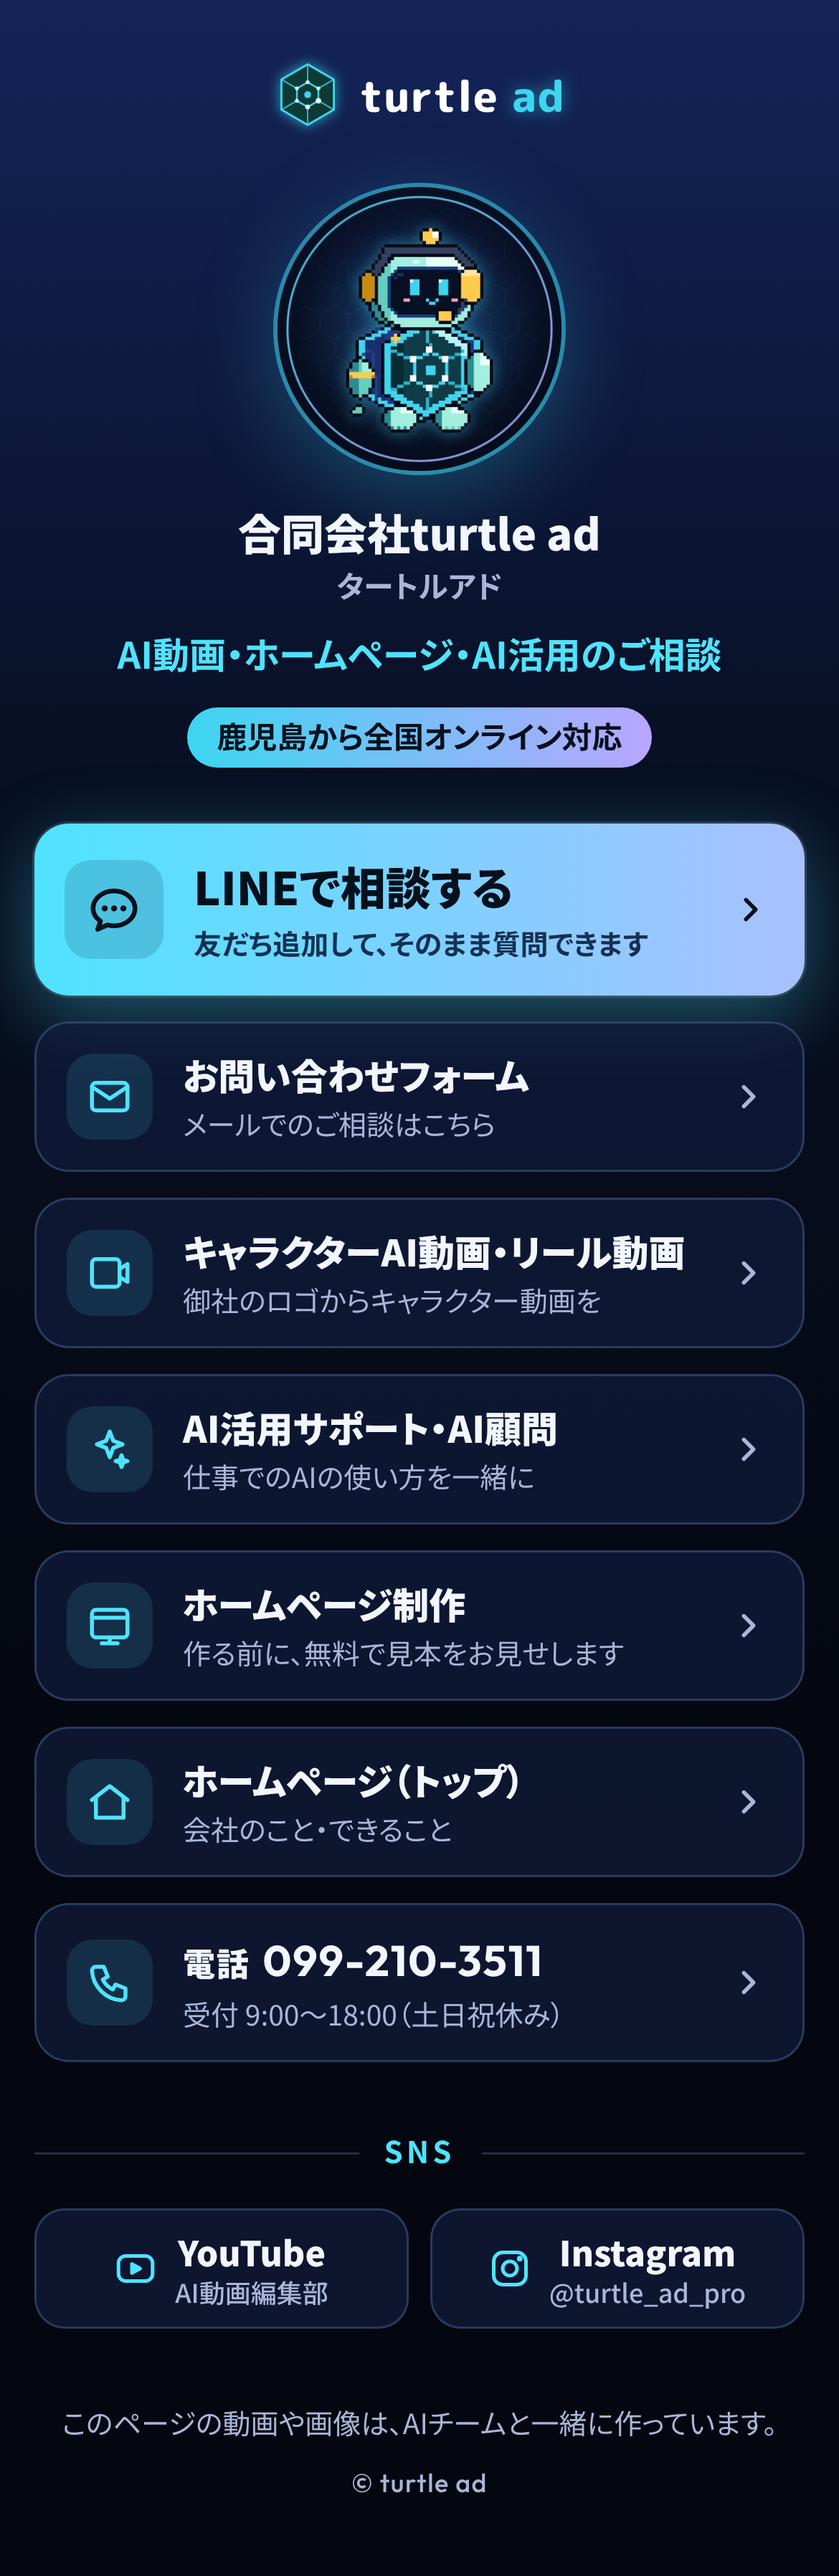 turtle ad
合同会社turtle ad
タートルアド
AI動画・ホームページ・AI活用のご相談
鹿児島から全国オンライン対応
LINEで相談する
友だち追加して、そのまま質問できます
お問い合わせフォーム
メールでのご相談はこちら
キャラクターAI動画・リール動画
御社のロゴからキャラクター動画を
AI活用サポート・AI顧問
仕事でのAIの使い方を一緒に
ホームページ制作
作る前に、無料で見本をお見せします
ホームページ（トップ）
会社のこと・できること
電話 099-210-3511
受付 9:00〜18:00（土日祝休み）
SNS
YouTube
AI動画編集部
Instagram
@turtle_ad_pro
このページの動画や画像は、AIチームと一緒に作っています。
© turtle ad